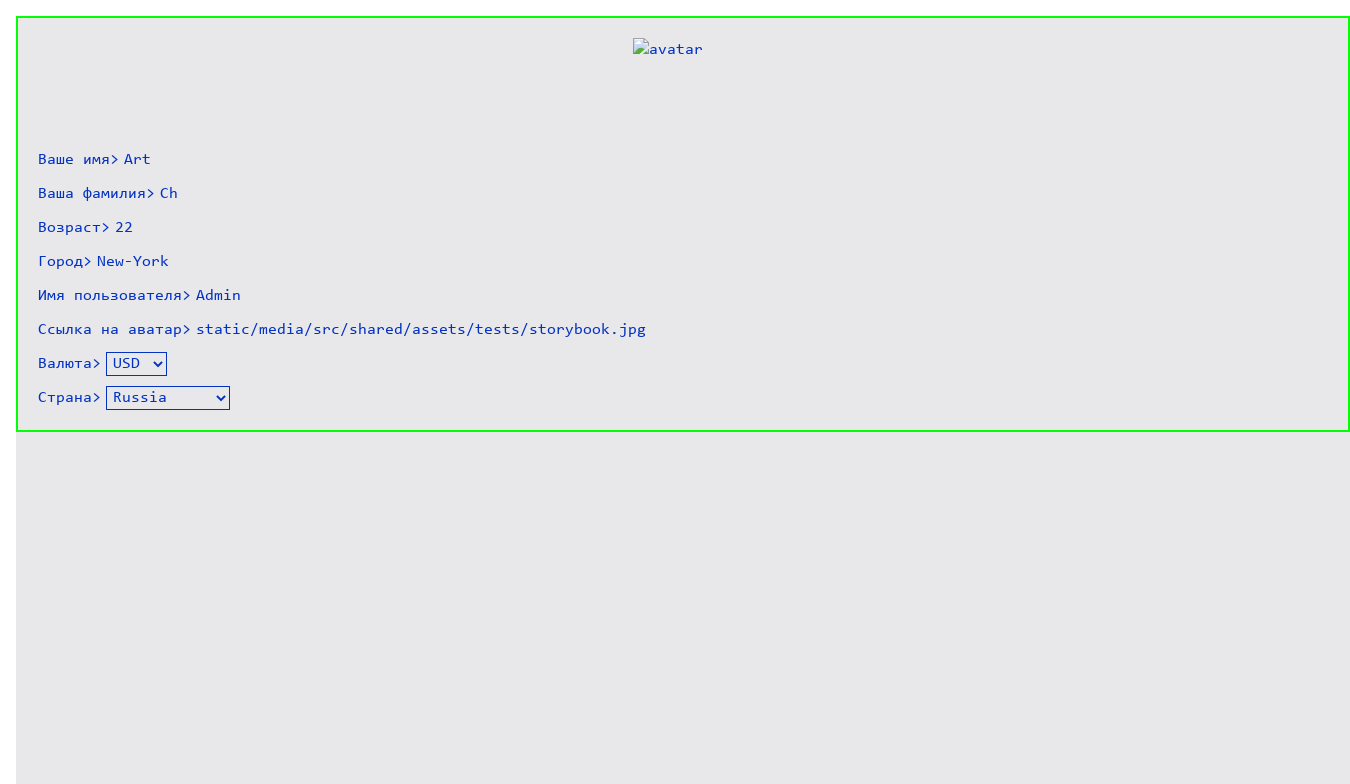 avatar
Ваше имя> Art
Ваша фамилия> Ch
Возраст> 22
Город> New-York
Имя пользователя> Admin
Ссылка на аватар> static/media/src/shared/assets/tests/storybook.jpg
Валюта> USD
Страна> Russia